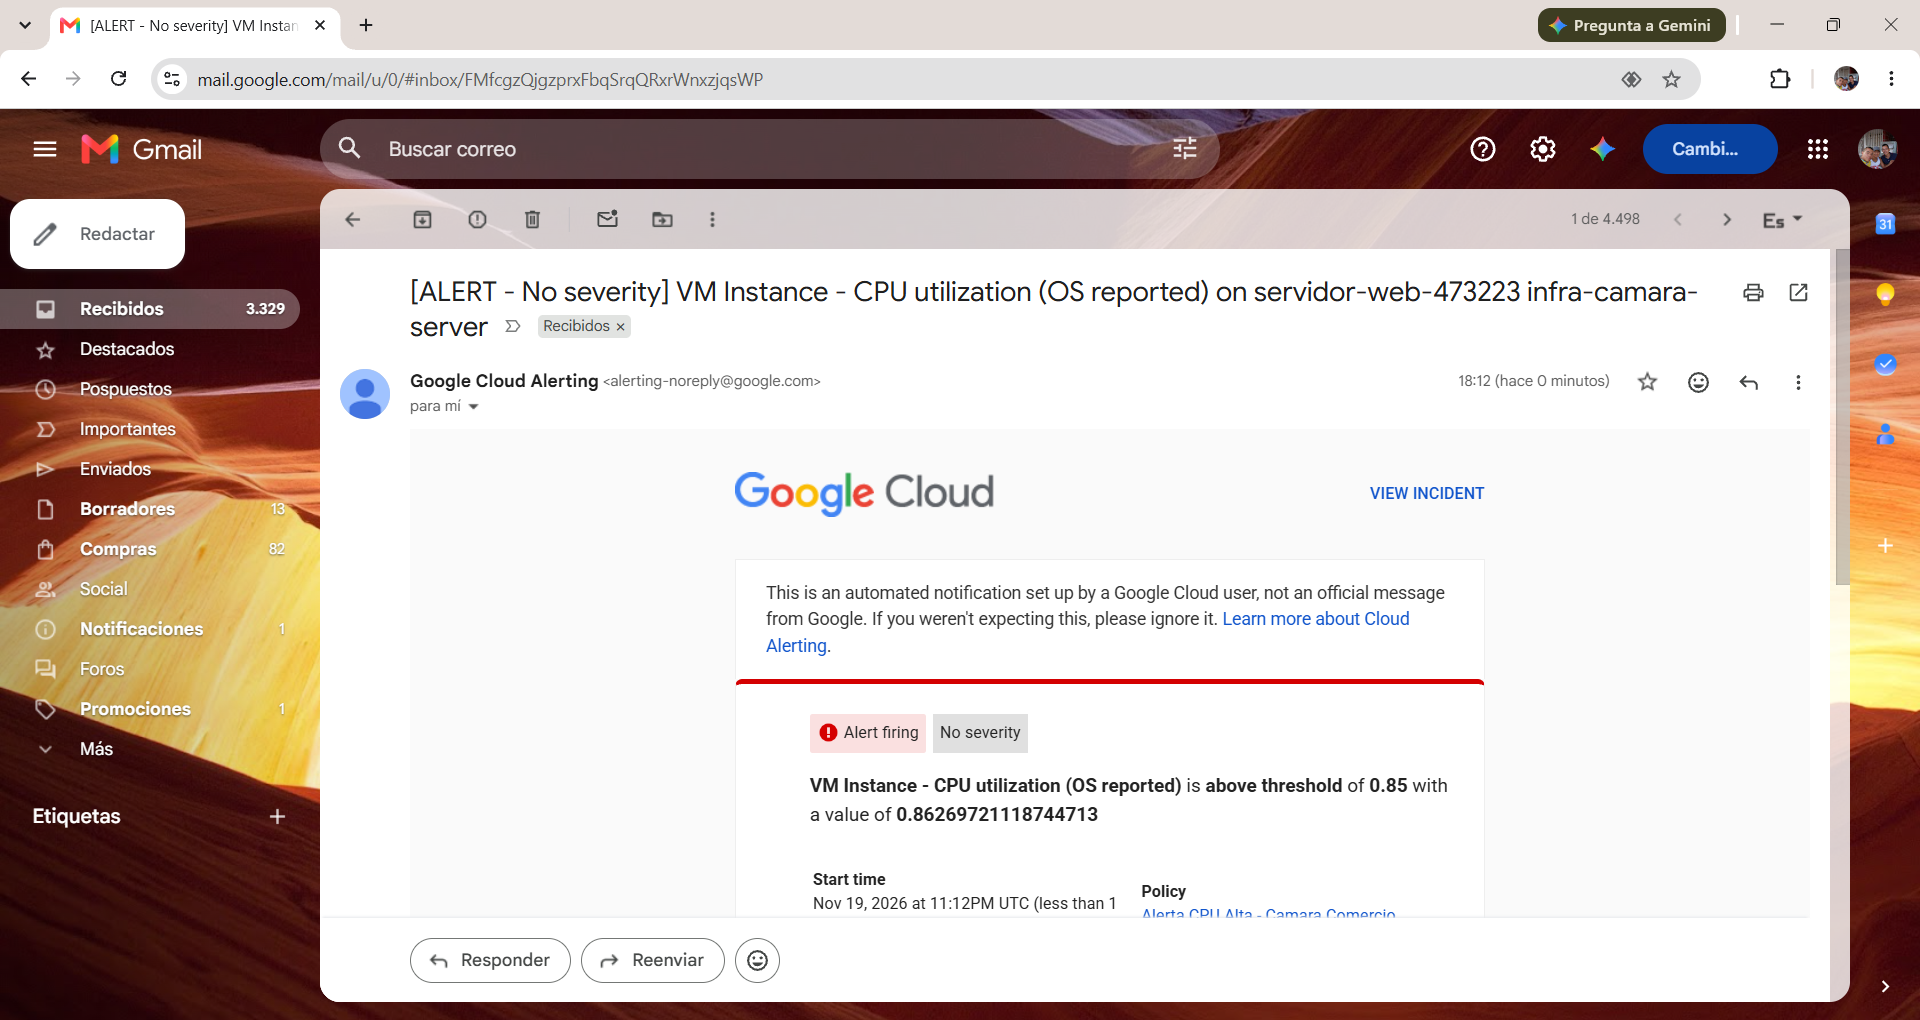 [ALERT - No severity] VM Instan
Pregunta a Gemini
mail.google.com/mail/u/0/#inbox/FMfcgzQjgzprxFbqSrqQRxrWnxzjqsWP
Gmail
Buscar correo
Cambi...
Redactar
1 de 4.498
Es
31
Recibidos 3.329
Destacados
Pospuestos
Importantes
Enviados
Borradores 13
Compras 82
Social
Notificaciones 1
Foros
Promociones 1
Más
Etiquetas
[ALERT - No severity] VM Instance - CPU utilization (OS reported) on servidor-web-473223 infra-camara-
server Recibidos ×
Google Cloud Alerting <alerting-noreply@google.com>
18:12 (hace 0 minutos)
para mí
Google Cloud
VIEW INCIDENT
This is an automated notification set up by a Google Cloud user, not an official message
from Google. If you weren't expecting this, please ignore it. Learn more about Cloud
Alerting.
Alert firing No severity
VM Instance - CPU utilization (OS reported) is above threshold of 0.85 with
a value of 0.86269721118744713
Start time
Nov 19, 2026 at 11:12PM UTC (less than 1
Policy
Alerta CPU Alta - Camara Comercio
Responder
Reenviar